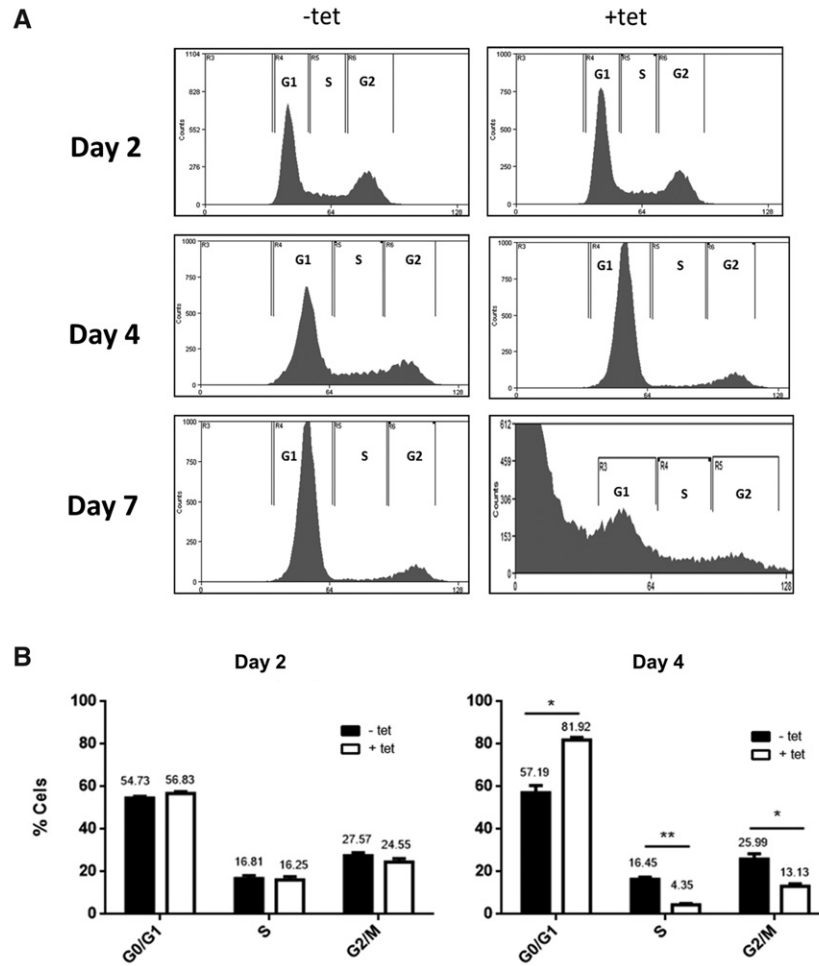 A
-tet
+tet
Day 2
1104
828
552
276
0
Counts
R3
R4
R5
R6
G1
S
G2
0
64
128
1000
750
500
250
0
Counts
R3
R5
R6
G1
S
G2
0
64
128
Day 4
1000
750
500
250
0
Counts
R3
R4
R5
R6
G1
S
G2
0
64
128
1000
750
500
250
0
Counts
R3
R4
R5
R6
G1
S
G2
0
64
128
Day 7
1000
750
500
250
0
Counts
R3
R4
R5
R6
G1
S
G2
0
64
128
612
459
306
153
0
Counts
R3
R4
R5
G1
S
G2
0
64
128
B
Day 2
% Cels
100
80
60
40
20
0
- tet
+ tet
54.73
56.83
16.81
16.25
27.57
24.55
G0/G1
S
G2/M
Day 4
100
80
60
40
20
0
- tet
+ tet
*
57.19
81.92
**
16.45
4.35
*
25.99
13.13
G0/G1
S
G2/M